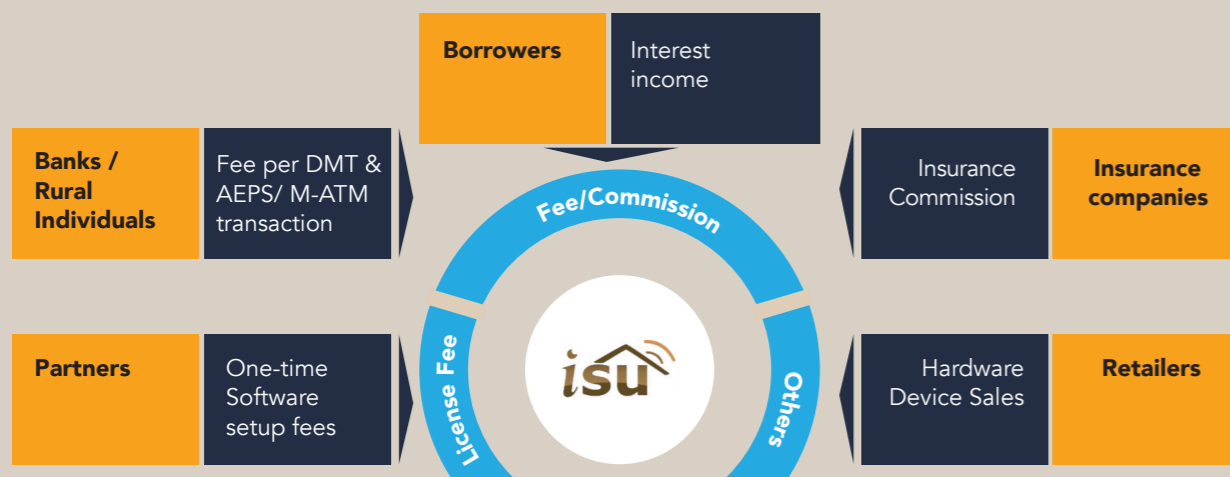 Borrowers
Interest
income
Banks /
Rural
Individuals
Fee per DMT &
AEPS/ M-ATM
transaction
Insurance
Commission
Insurance
companies
Fee/Commission
Partners
One-time
Software
setup fees
License Fee
isu
Others
Hardware
Device Sales
Retailers